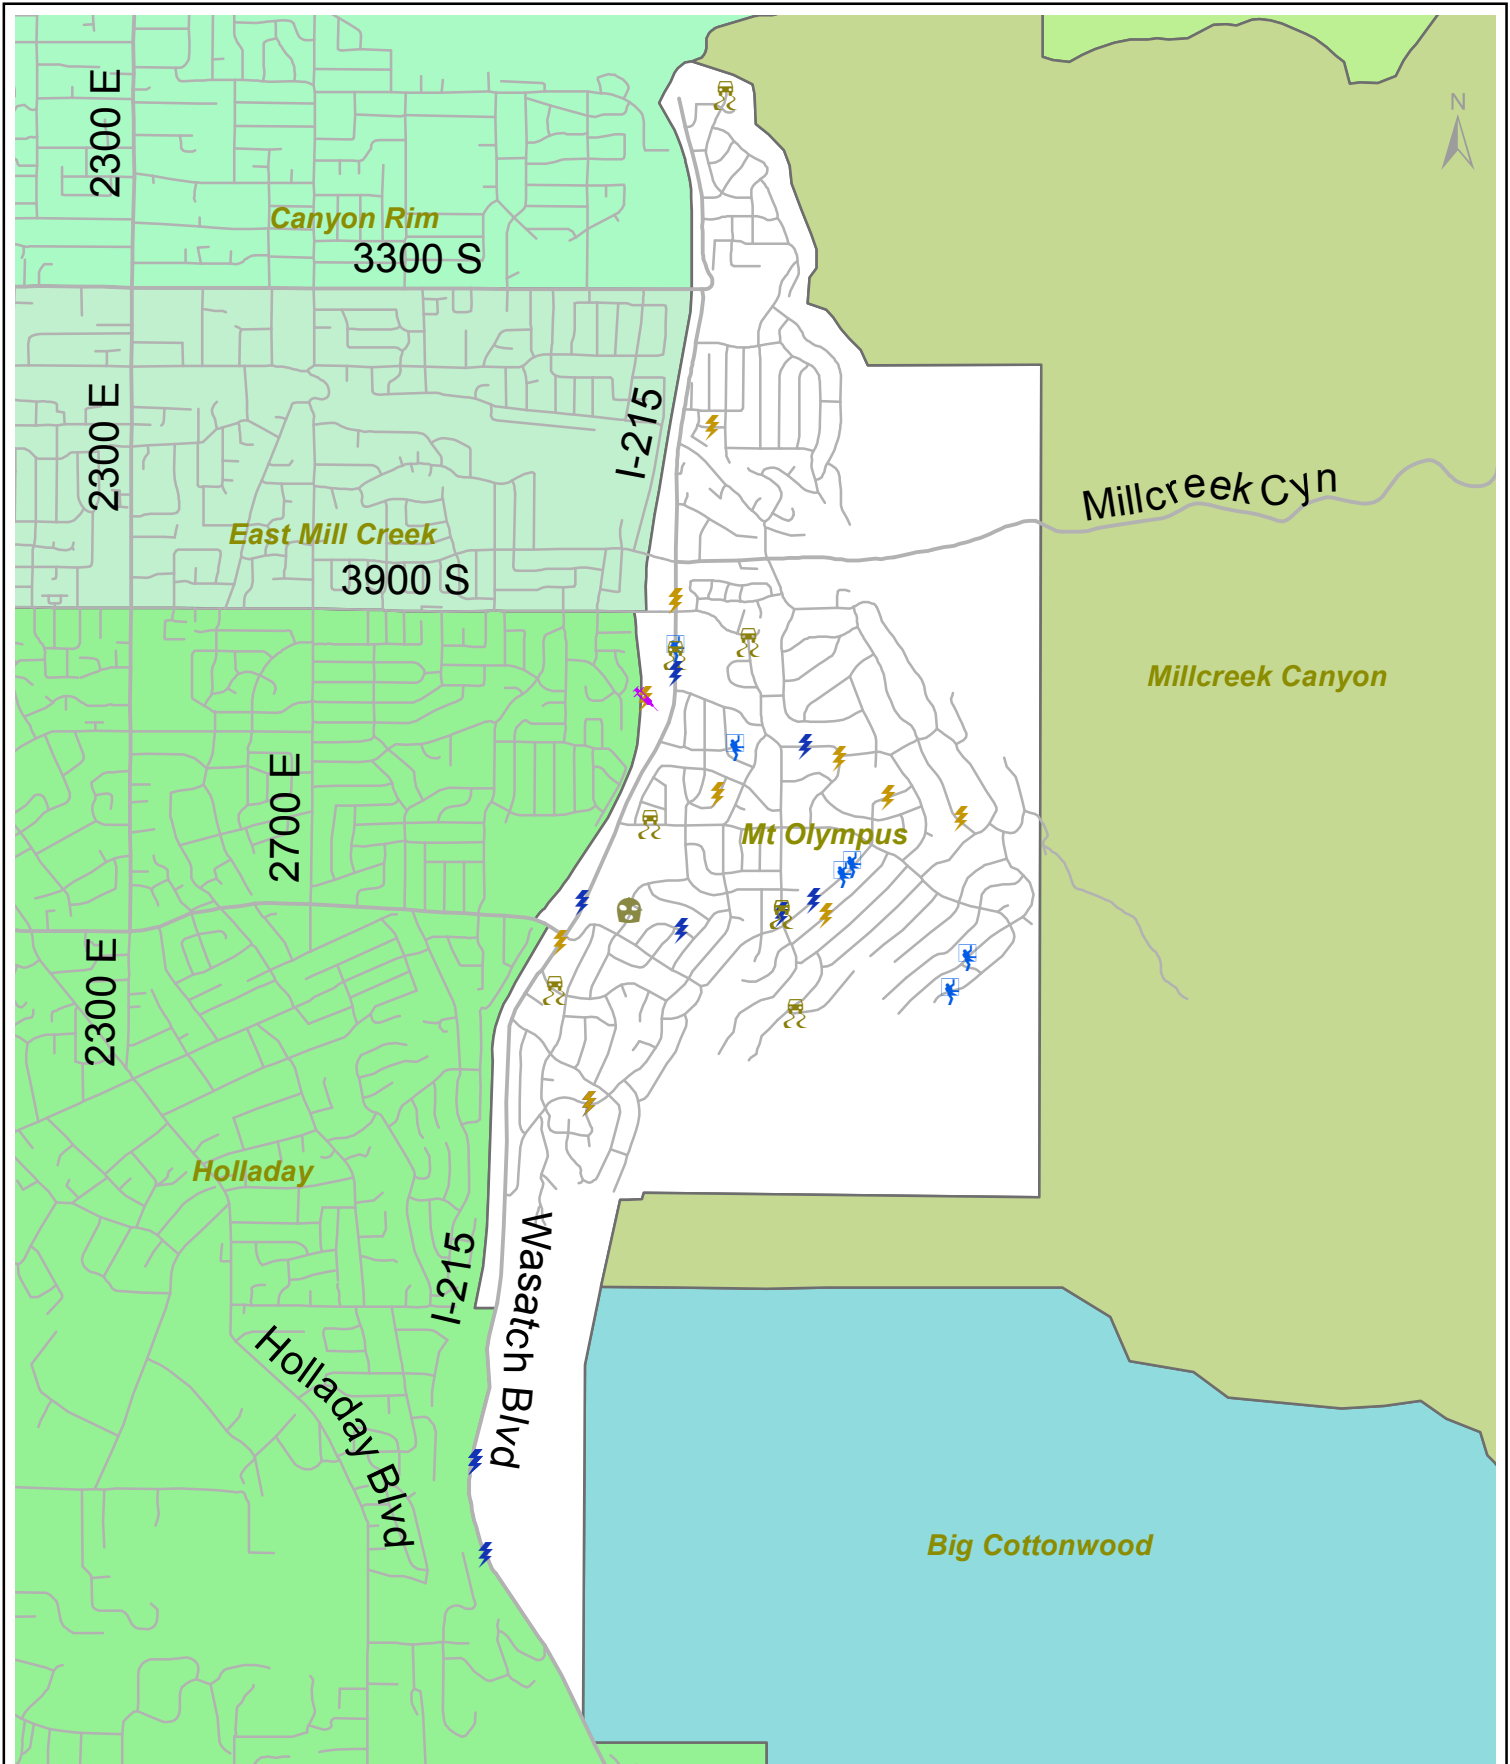 N
2300 E
Canyon Rim
3300 S
I-215
2300 E
Millcreek Cyn
East Mill Creek
3900 S
Millcreek Canyon
2700 E
Mt Olympus
2300 E
Holladay
I-215
Wasatch Blvd
Holladay Blvd
Big Cottonwood